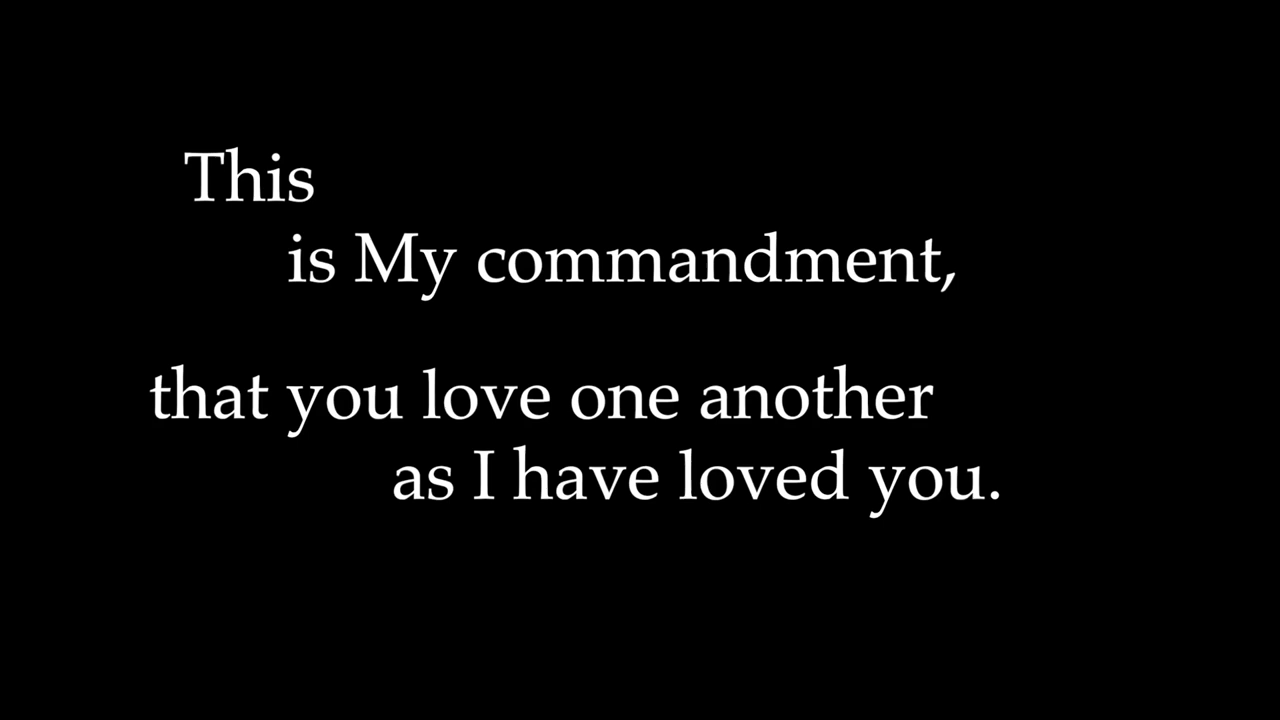 This
is My commandment,
that you love one another
as I have loved you.